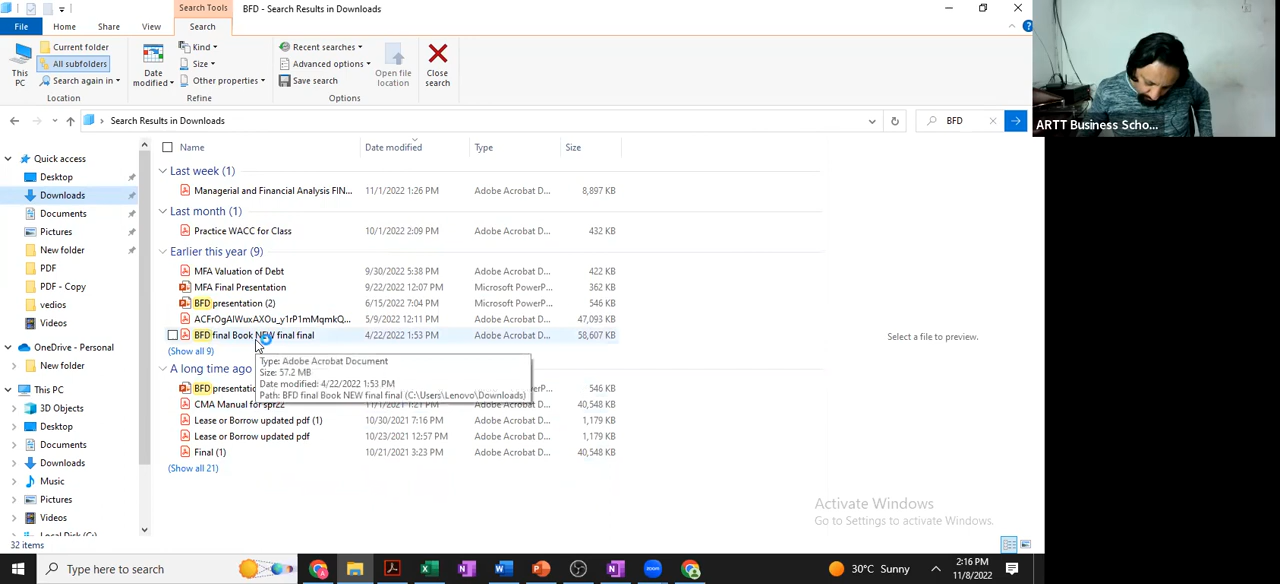 Search Tools
BFD - Search Results in Downloads
File
Home
Share
View
Search
This PC
Current folder
All subfolders
Search again in
Location
Date modified
Kind
Size
Other properties
Refine
Recent searches
Advanced options
Save search
Open file location
Options
Close search
Search Results in Downloads
BFD
ARTT Business Scho...
Name
Date modified
Type
Size
Quick access
Desktop
Downloads
Documents
Pictures
New folder
PDF
PDF - Copy
vedios
Videos
OneDrive - Personal
New folder
This PC
3D Objects
Desktop
Documents
Downloads
Music
Pictures
Videos
Local Disk (C:)
Last week (1)
Managerial and Financial Analysis FIN... 11/1/2022 1:26 PM Adobe Acrobat D... 8,897 KB
Last month (1)
Practice WACC for Class 10/1/2022 2:09 PM Adobe Acrobat D... 432 KB
Earlier this year (9)
MFA Valuation of Debt 9/30/2022 5:38 PM Adobe Acrobat D... 422 KB
MFA Final Presentation 9/22/2022 12:07 PM Microsoft PowerP... 362 KB
BFD presentation (2) 6/15/2022 7:04 PM Microsoft PowerP... 546 KB
5/9/2022 12:11 PM Adobe Acrobat D... 47,093 KB
BFD final Book NEW final final 4/22/2022 1:53 PM Adobe Acrobat D... 58,607 KB
(Show all 9)
Type: Adobe Acrobat Document
Size: 57.2 MB
Date modified: 4/22/2022 1:53 PM
Path: BFD final Book NEW final final (C:\Users\Lenovo\Downloads)
A long time ago
BFD 546 KB
CMA Manual for Adobe Acrobat D... 40,548 KB
Lease or Borrow updated pdf (1) 10/30/2021 7:16 PM Adobe Acrobat D... 1,179 KB
Lease or Borrow updated pdf 10/23/2021 12:57 PM Adobe Acrobat D... 1,179 KB
Final (1) 10/21/2021 3:23 PM Adobe Acrobat D... 40,548 KB
(Show all 21)
Select a file to preview.
Activate Windows
Go to Settings to activate Windows.
32 items
Type here to search
30°C Sunny
2:16 PM
11/8/2022